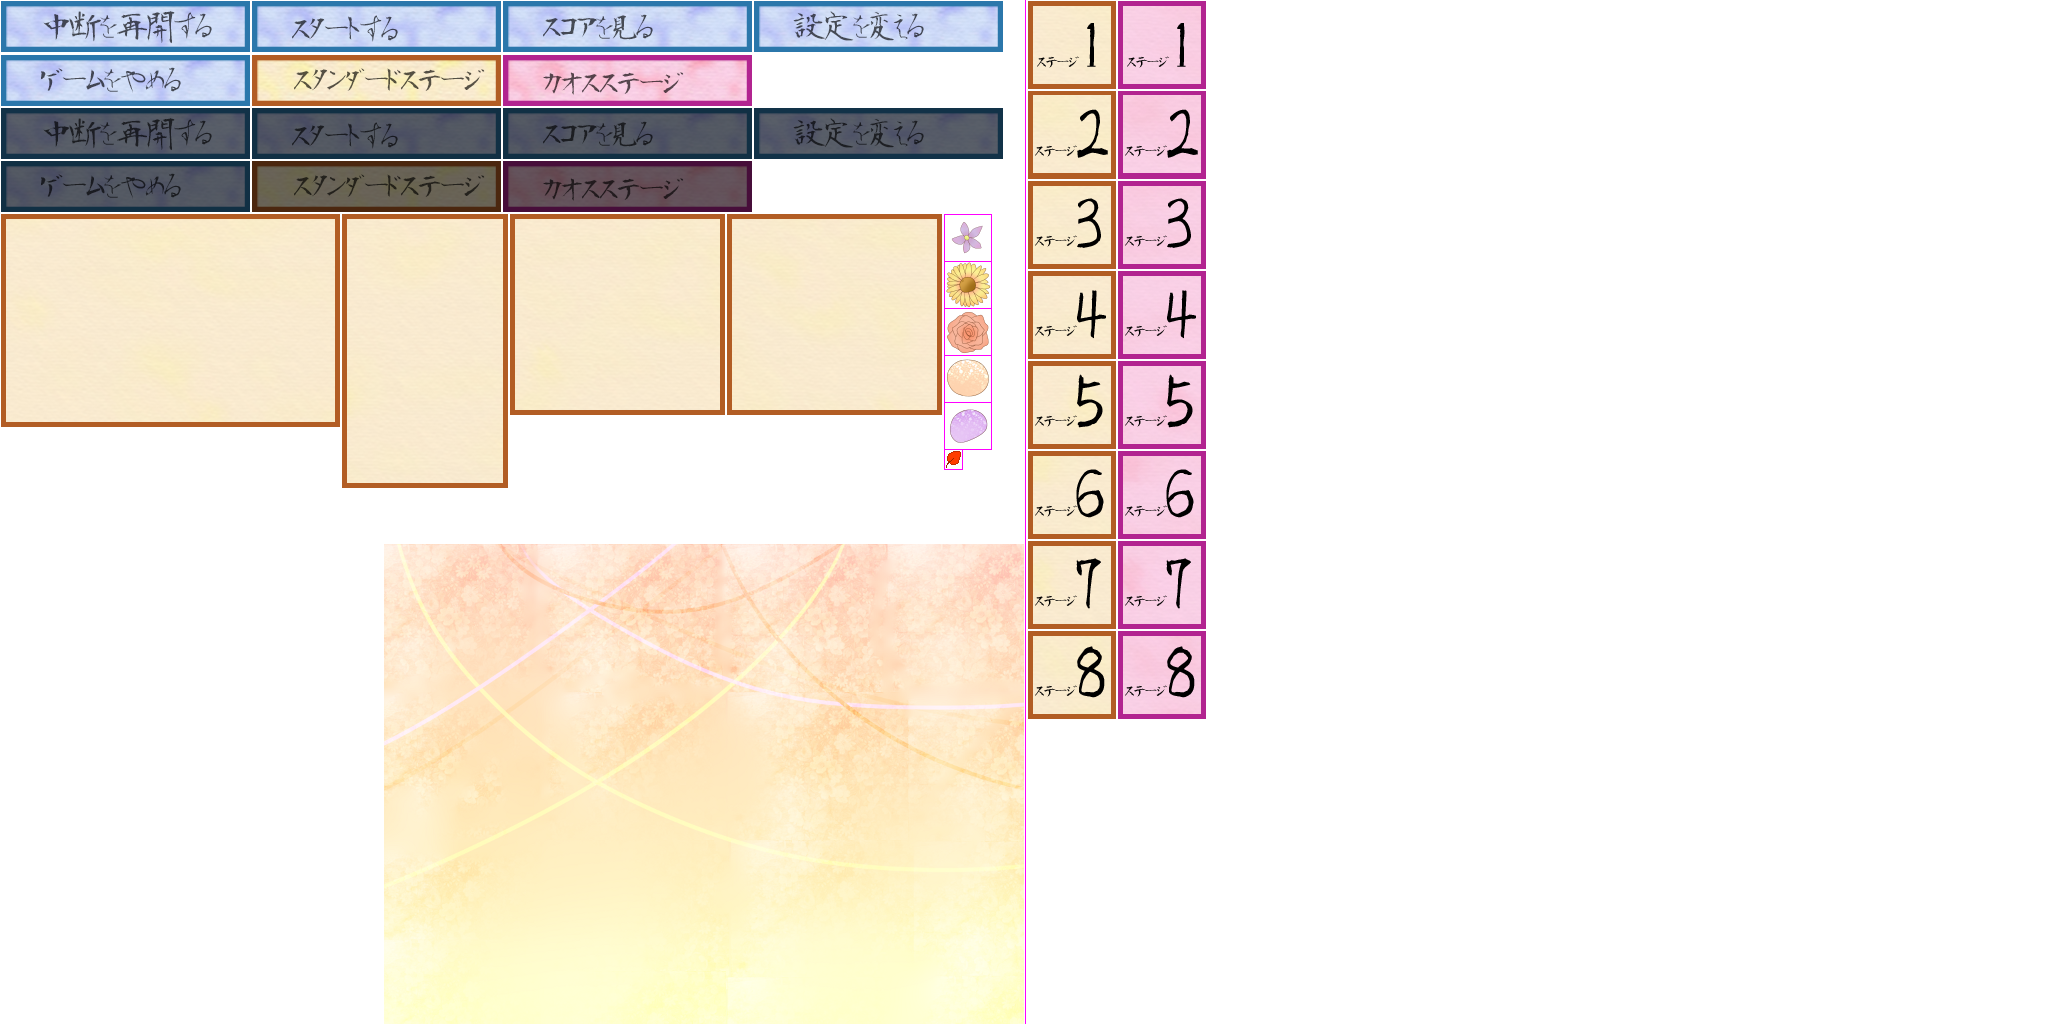 中断を再開する
スタートする
スコアを見る
設定を変える
ゲームをやめる
スタンダードステージ
カオスステージ
中断を再開する
スタートする
スコアを見る
設定を変える
ゲームをやめる
スタンダードステージ
カオスステージ
ステージ1
ステージ1
ステージ2
ステージ2
ステージ3
ステージ3
ステージ4
ステージ4
ステージ5
ステージ5
ステージ6
ステージ6
ステージ7
ステージ7
ステージ8
ステージ8